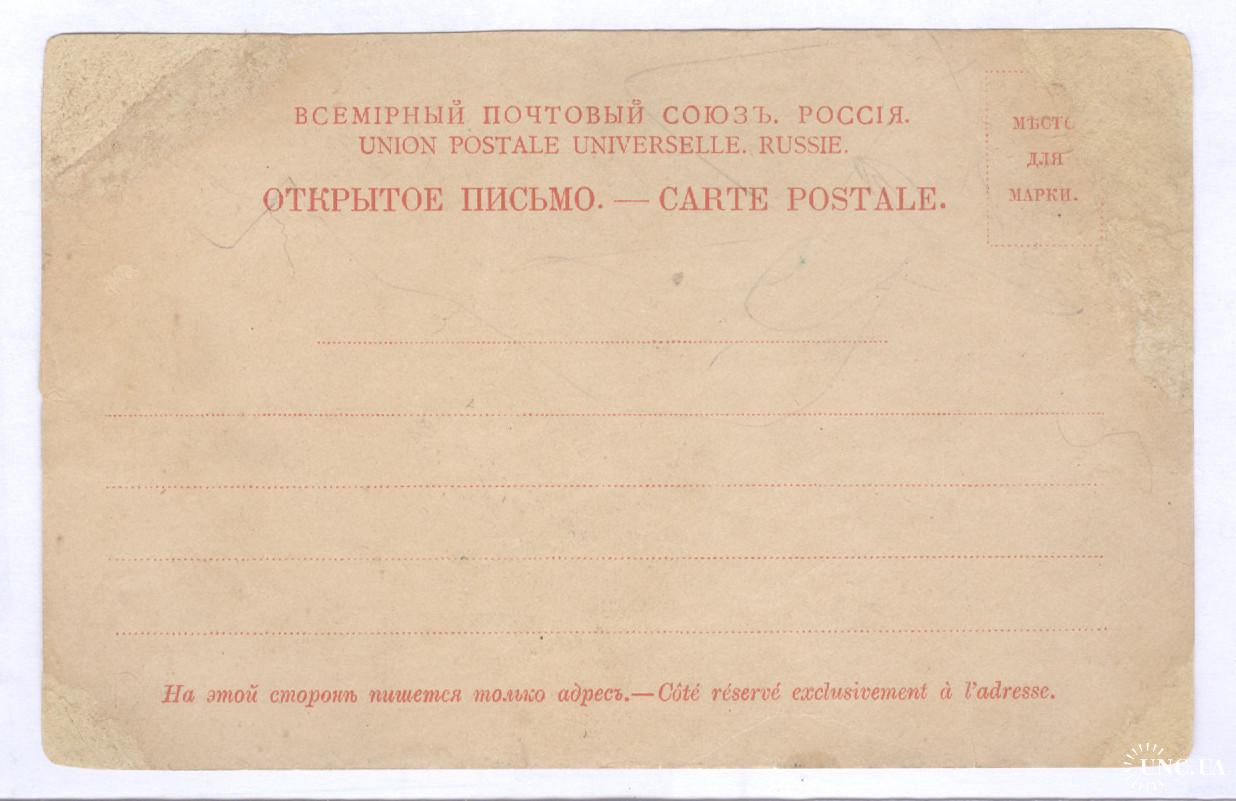 ВСЕМІРНЫЙ ПОЧТОВЫЙ СОЮЗЪ. РОССІЯ.
UNION POSTALE UNIVERSELLE. RUSSIE.
ОТКРЫТОЕ ПИСЬМО. — CARTE POSTALE.
МѢСТО
ДЛЯ
МАРКИ.
На этой сторонѣ пишется только адресъ.—Côté réservé exclusivement à l'adresse.
UNC.UA